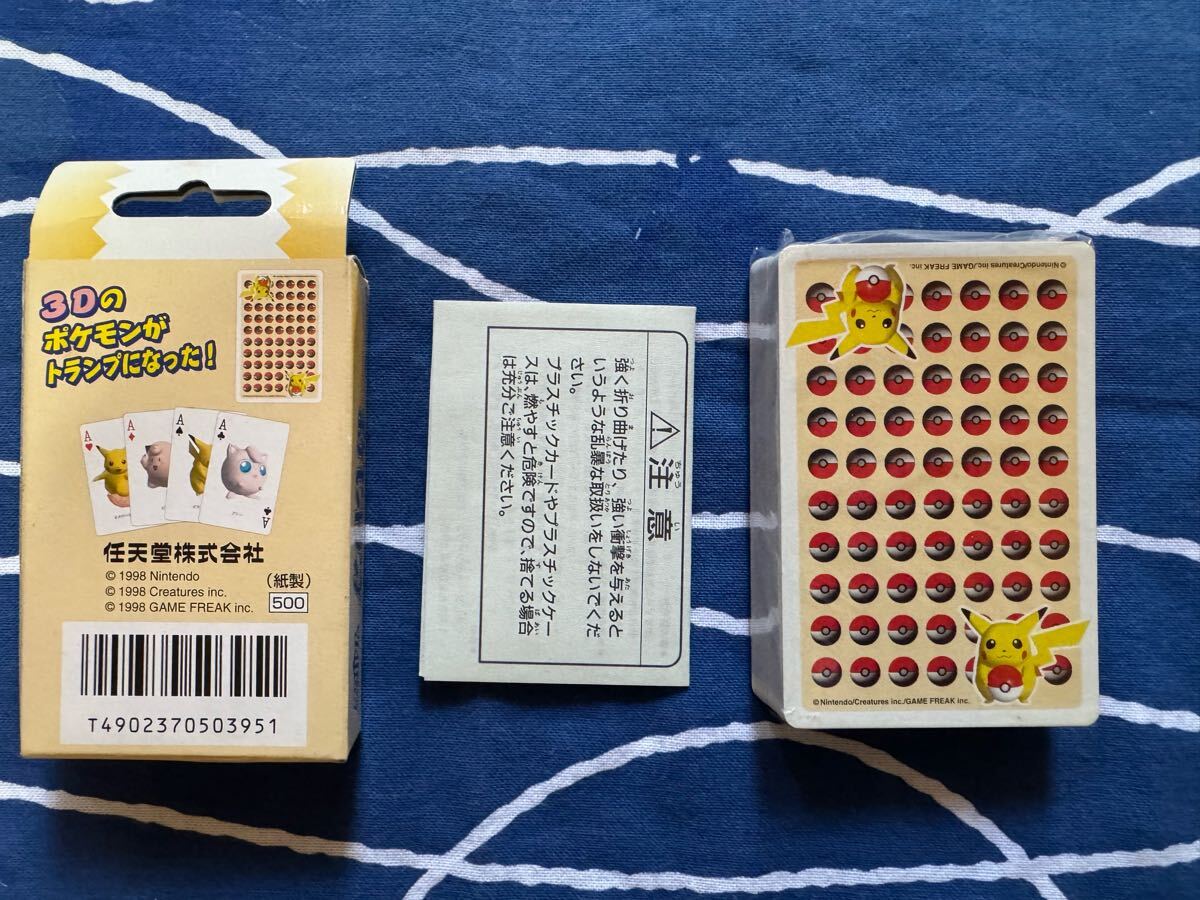 3Dの
ポケモンが
トランプになった!
A
A
A
A
A
任天堂株式会社
© 1998 Nintendo
© 1998 Creatures inc.
© 1998 GAME FREAK inc.
(紙製)
500
T4902370503951
⚠注意
ちゅう い
強く折り曲げたり、強い衝撃を与えると
いうような乱暴な取扱いをしないでくだ
さい。
プラスチックカードやプラスチックケー
スは、燃やすと危険ですので、捨てる場合
は充分ご注意ください。
©Nintendo/Creatures inc./GAME FREAK inc.
©Nintendo/Creatures inc./GAME FREAK inc.